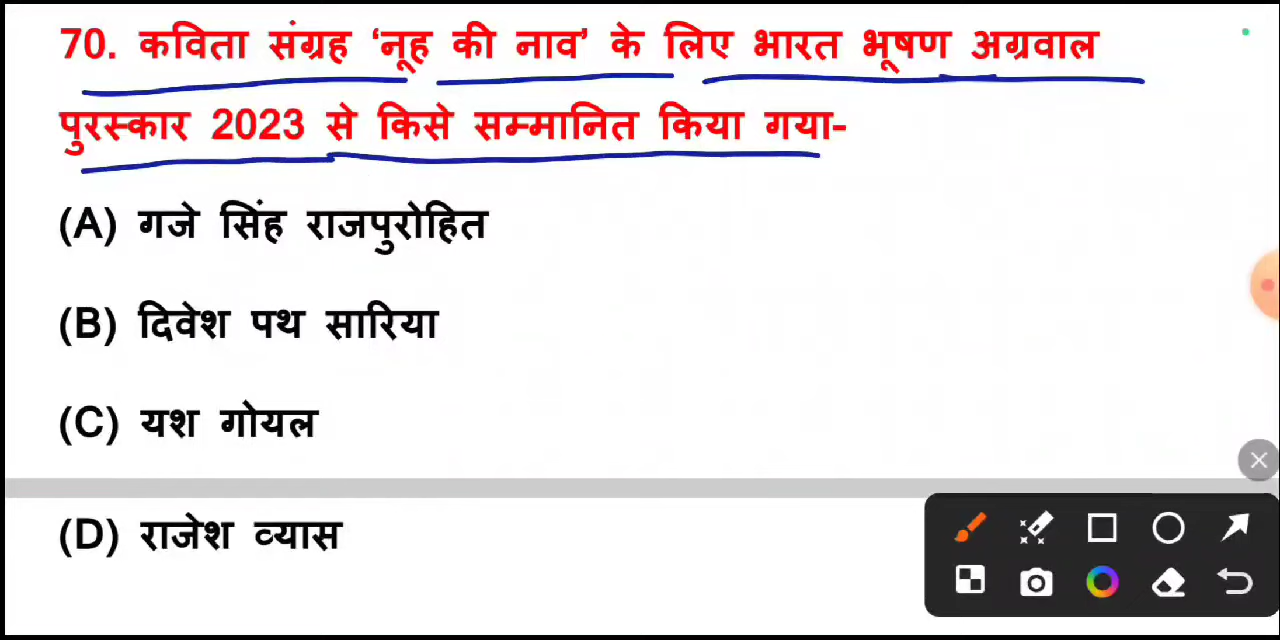 70. कविता संग्रह ‘नूह की नाव’ के लिए भारत भूषण अग्रवाल
पुरस्कार 2023 से किसे सम्मानित किया गया-
(A) गजे सिंह राजपुरोहित
(B) दिवेश पथ सारिया
(C) यश गोयल
(D) राजेश व्यास